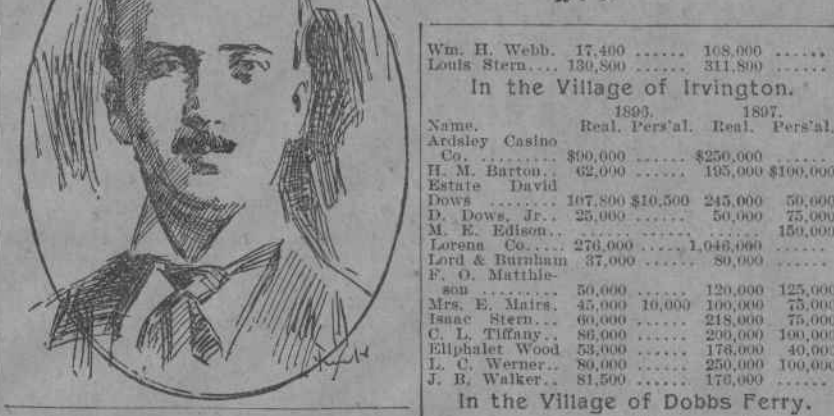 Wm. H. Webb. 17,400 ...... 108,000 ......
Louis Stern.... 130,800 ...... 311,800 ......
In the Village of Irvington.
1896. 1897.
Name. Real. Pers'al. Real. Pers'al.
Ardsley Casino
Co. ......... $90,000 ...... $250,000 ......
H. M. Barton.. 62,000 ...... 195,000 $100,000
Estate David
Dows ........ 107,800 $10,500 245,000 50,000
D. Dows, Jr.. 25,000 ...... 50,000 75,000
M. E. Edison.. ...... ...... ...... 150,000
Lorena Co..... 276,000 ..... 1,046,000 ......
Lord & Burnham 37,000 ...... 80,000 ......
F. O. Matthie-
son ......... 50,000 ...... 120,000 125,000
Mrs. E. Mairs. 45,000 10,000 100,000 75,000
Isaac Stern... 60,000 ...... 218,000 75,000
C. L. Tiffany.. 86,000 ...... 200,000 100,000
Eliphalet Wood 53,000 ...... 176,000 40,000
L. C. Werner.. 80,000 ...... 250,000 100,000
J. B. Walker.. 81,500 ...... 176,000 ......
In the Village of Dobbs Ferry.